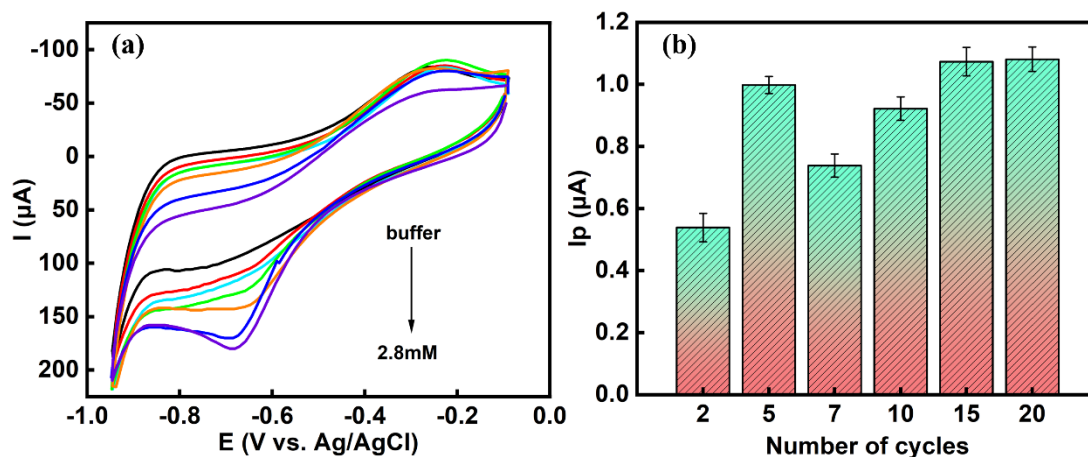 (a)
-100
-50
0
50
100
150
200
I (µA)
buffer
2.8mM
-1.0 -0.8 -0.6 -0.4 -0.2 0.0
E (V vs. Ag/AgCl)
(b)
1.2
1.0
0.8
0.6
0.4
0.2
0.0
Ip (µA)
2 5 7 10 15 20
Number of cycles